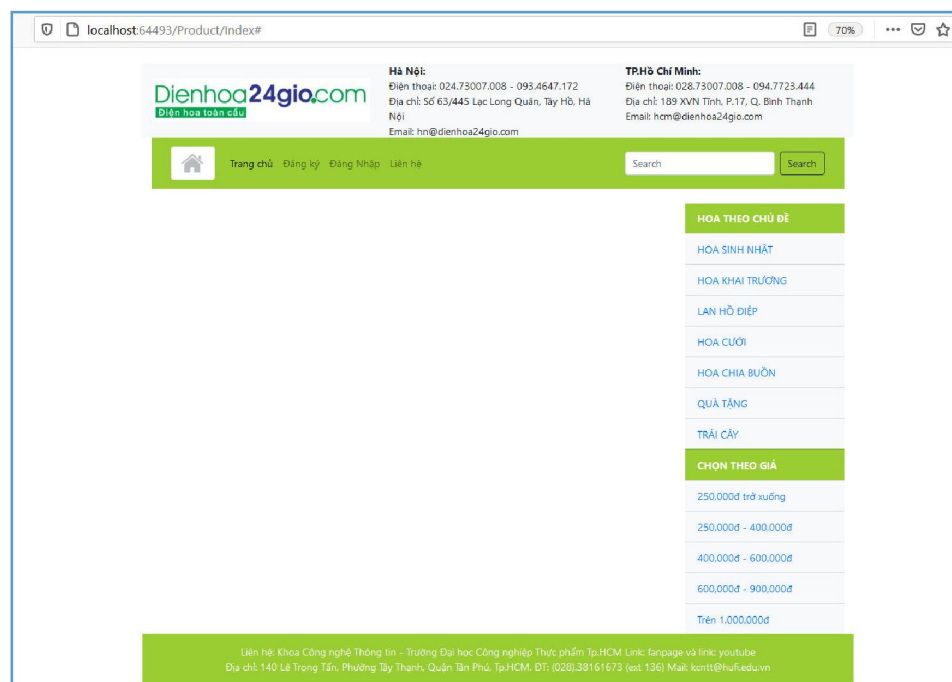 localhost:64493/Product/Index#
70%
Dienhoa24gio.com
Điện hoa toàn cầu
Hà Nội:
Điện thoại: 024.73007.008 - 093.4647.172
Địa chỉ: Số 63/445 Lạc Long Quân, Tây Hồ, Hà
Nội
Email: hn@dienhoa24gio.com
TP.Hồ Chí Minh:
Điện thoại: 028.73007.008 - 094.7723.444
Địa chỉ: 189 XVN Tĩnh, P.17, Q. Bình Thạnh
Email: hcm@dienhoa24gio.com
Trang chủ Đăng ký Đăng Nhập Liên hệ
Search Search
HOA THEO CHỦ ĐỀ
HOA SINH NHẬT
HOA KHAI TRƯƠNG
LAN HỒ ĐIỆP
HOA CƯỚI
HOA CHIA BUỒN
QUÀ TẶNG
TRÁI CÂY
CHỌN THEO GIÁ
250,000đ trở xuống
250,000đ - 400,000đ
400,000đ - 600,000đ
600,000đ - 900,000đ
Trên 1,000,000đ
Liên hệ: Khoa Công nghệ Thông tin - Trường Đại học Công nghiệp Thực phẩm Tp.HCM Link: fanpage và link: youtube
Địa chỉ: 140 Lê Trọng Tấn, Phường Tây Thạnh, Quận Tân Phú, Tp.HCM. ĐT: (028).38161673 (ext 136) Mail: kcntt@hufi.edu.vn